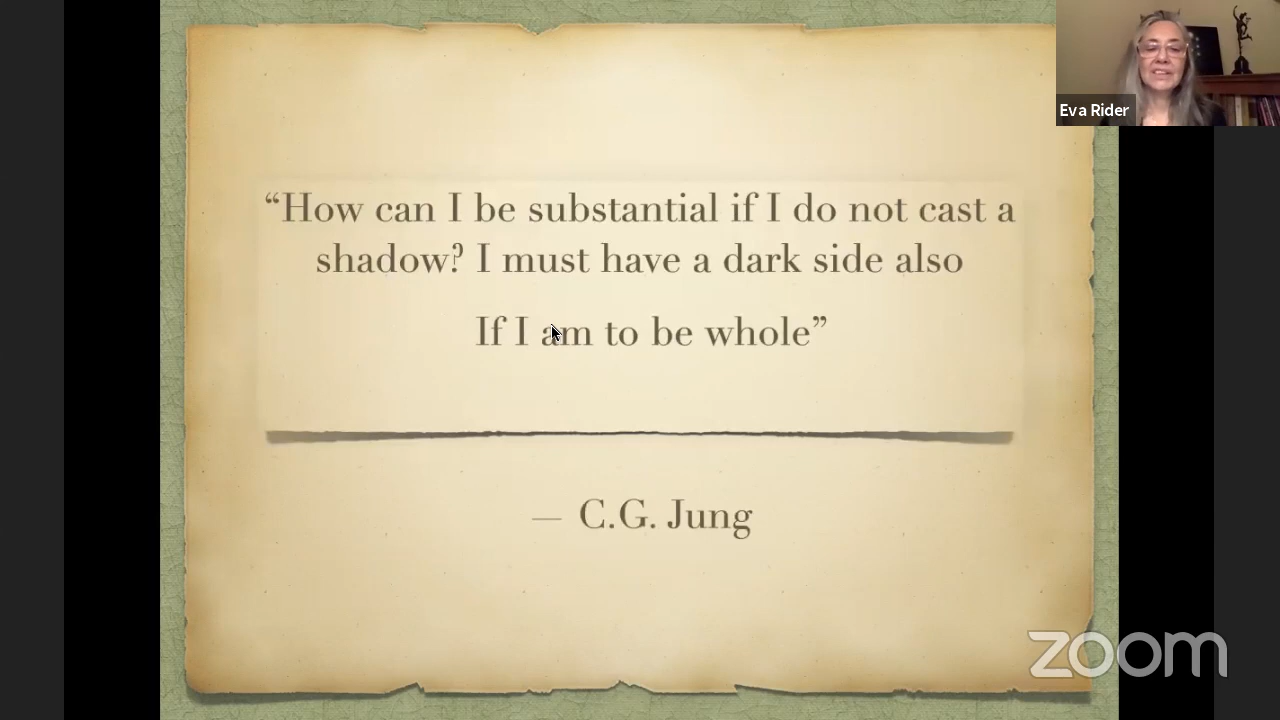 Eva Rider
“How can I be substantial if I do not cast a
shadow? I must have a dark side also
If I am to be whole”
— C.G. Jung
zoom